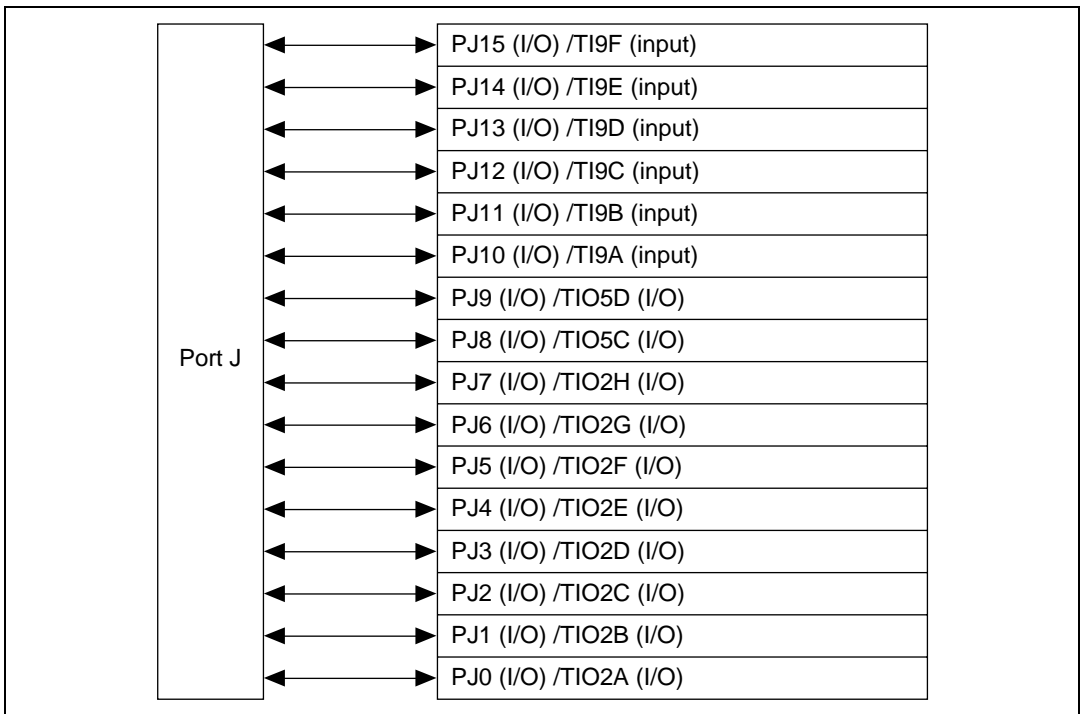 PJ15 (I/O) /TI9F (input)
PJ14 (I/O) /TI9E (input)
PJ13 (I/O) /TI9D (input)
PJ12 (I/O) /TI9C (input)
PJ11 (I/O) /TI9B (input)
PJ10 (I/O) /TI9A (input)
PJ9 (I/O) /TIO5D (I/O)
PJ8 (I/O) /TIO5C (I/O)
Port J
PJ7 (I/O) /TIO2H (I/O)
PJ6 (I/O) /TIO2G (I/O)
PJ5 (I/O) /TIO2F (I/O)
PJ4 (I/O) /TIO2E (I/O)
PJ3 (I/O) /TIO2D (I/O)
PJ2 (I/O) /TIO2C (I/O)
PJ1 (I/O) /TIO2B (I/O)
PJ0 (I/O) /TIO2A (I/O)